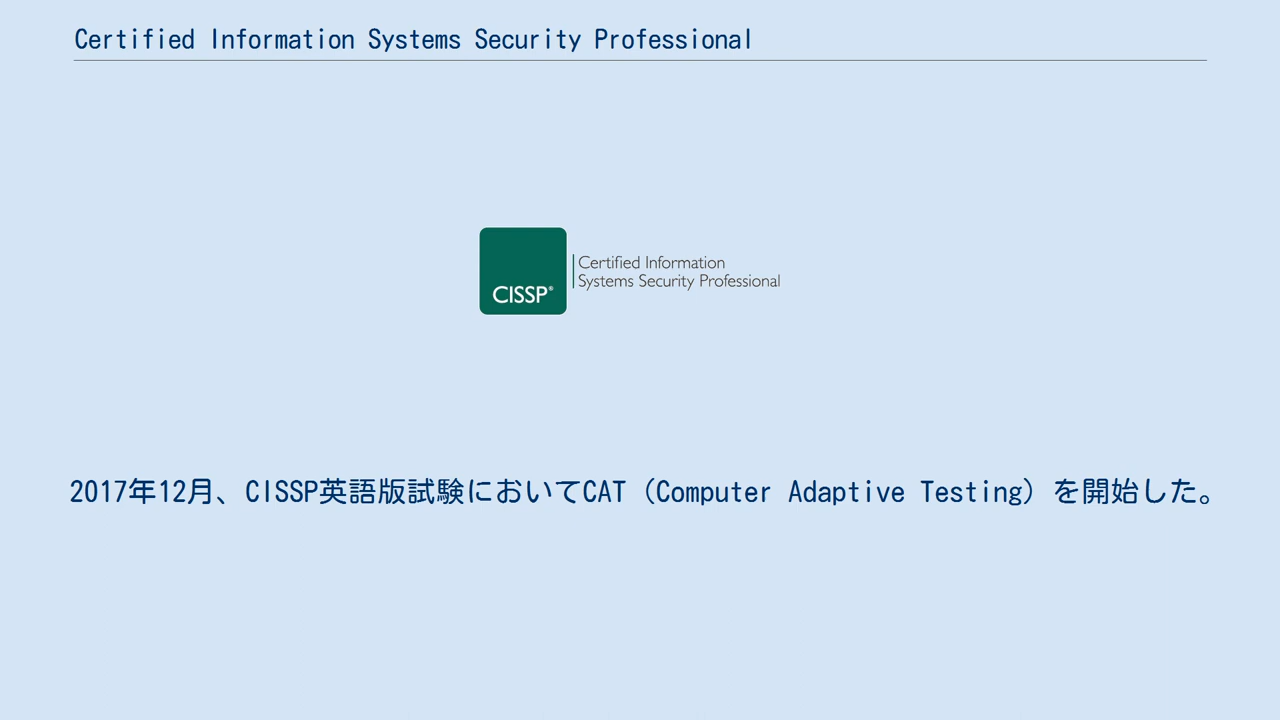 Certified Information Systems Security Professional
CISSP®
Certified Information
Systems Security Professional
2017年12月、CISSP英語版試験においてCAT（Computer Adaptive Testing）を開始した。